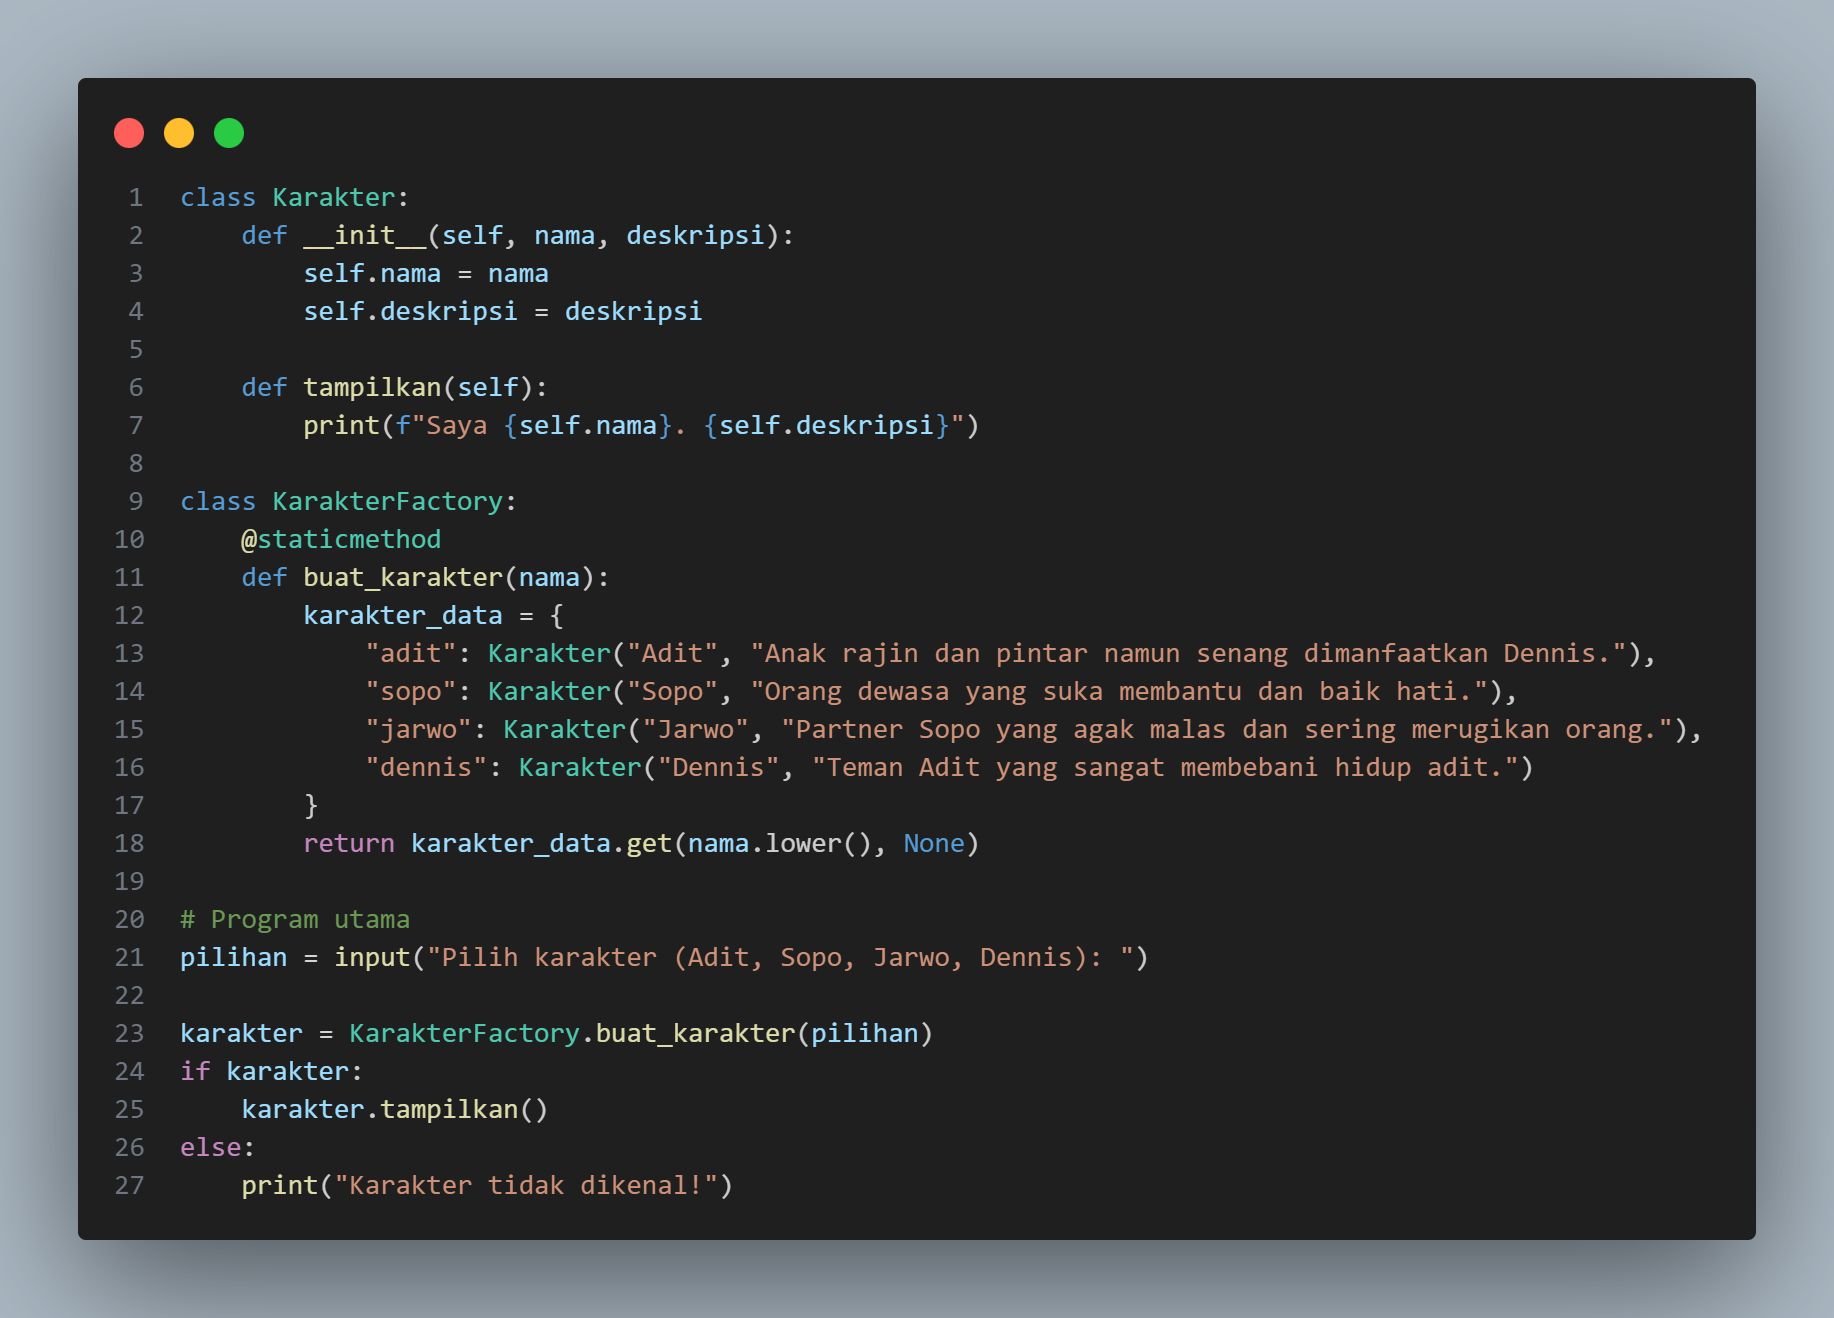 1 class Karakter:
2     def __init__(self, nama, deskripsi):
3         self.nama = nama
4         self.deskripsi = deskripsi
5
6     def tampilkan(self):
7         print(f"Saya {self.nama}. {self.deskripsi}")
8
9 class KarakterFactory:
10     @staticmethod
11     def buat_karakter(nama):
12         karakter_data = {
13             "adit": Karakter("Adit", "Anak rajin dan pintar namun senang dimanfaatkan Dennis."),
14             "sopo": Karakter("Sopo", "Orang dewasa yang suka membantu dan baik hati."),
15             "jarwo": Karakter("Jarwo", "Partner Sopo yang agak malas dan sering merugikan orang."),
16             "dennis": Karakter("Dennis", "Teman Adit yang sangat membebani hidup adit.")
17         }
18         return karakter_data.get(nama.lower(), None)
19
20 # Program utama
21 pilihan = input("Pilih karakter (Adit, Sopo, Jarwo, Dennis): ")
22
23 karakter = KarakterFactory.buat_karakter(pilihan)
24 if karakter:
25     karakter.tampilkan()
26 else:
27     print("Karakter tidak dikenal!")